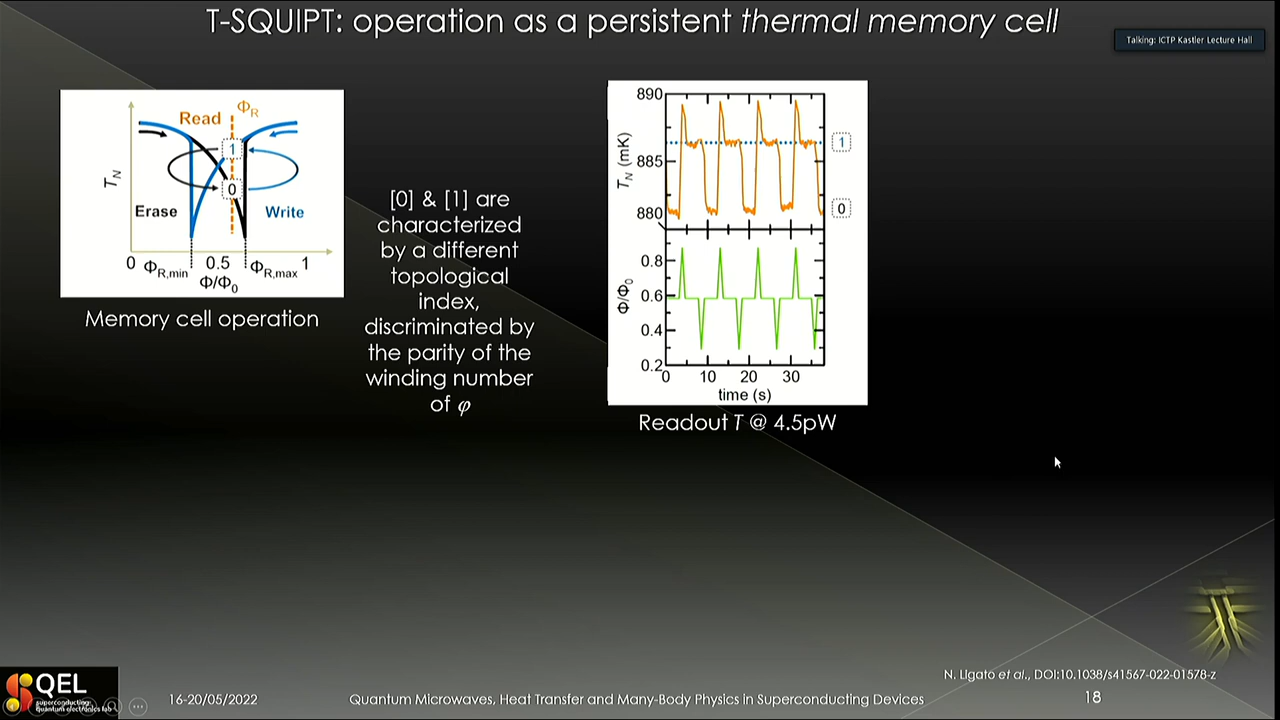 T-SQUIPT: operation as a persistent thermal memory cell
Talking: ICTP Kastler Lecture Hall
Read
Φ_R
1
0
T_N
Erase
Write
0 Φ_R,min 0.5 Φ_R,max 1
Φ/Φ₀
Memory cell operation
[0] & [1] are
characterized
by a different
topological
index,
discriminated by
the parity of the
winding number
of φ
890
885
880
T_N (mK)
1
0
0.8
0.6
0.4
0.2
Φ/Φ₀
0 10 20 30
time (s)
Readout T @ 4.5pW
N. Ligato et al., DOI:10.1038/s41567-022-01578-z
QEL
superconducting
quantum electronics lab
16-20/05/2022
Quantum Microwaves, Heat Transfer and Many-Body Physics in Superconducting Devices
18